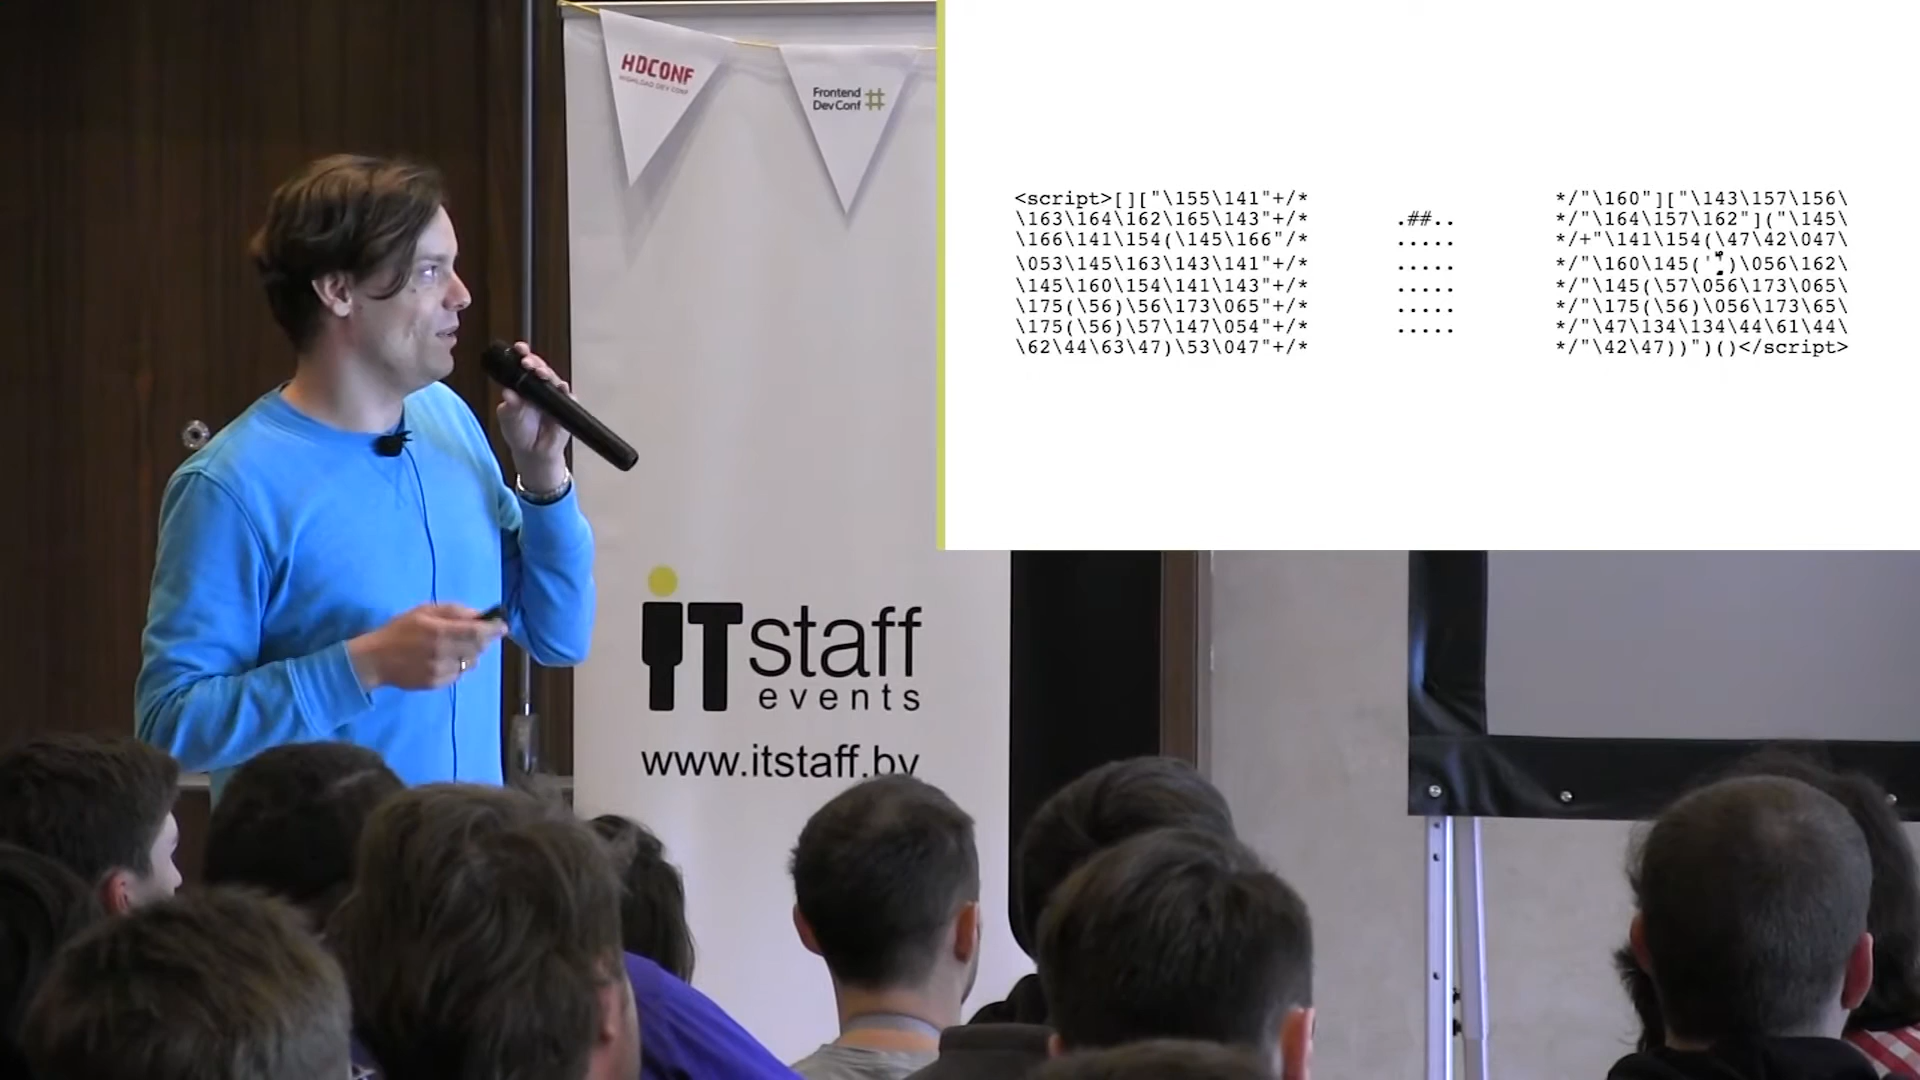 HDCONF
HIGHLOAD DEV CONF
Frontend
DevConf
<script>[]["\155\141"+/* */"\160"]["\143\157\156\
\163\164\162\165\143"+/* .##.. */"\164\157\162"]("\145\
\166\141\154(\145\166"/* ..... */+"\141\154(\47\42\047\
\053\145\163\143\141"+/* ..... */"\160\145(' )\056\162
\145\160\154\141\143"+/* ..... */"\145(\57\056\173\065\
\175(\56)\56\173\065"+/* ..... */"\175(\56)\056\173\65\
\175(\56)\57\147\054"+/* ..... */"\47\134\134\44\61\44\
\62\44\63\47)\53\047"+/* */"\42\47))")()</script>
iTstaff
events
www.itstaff.by